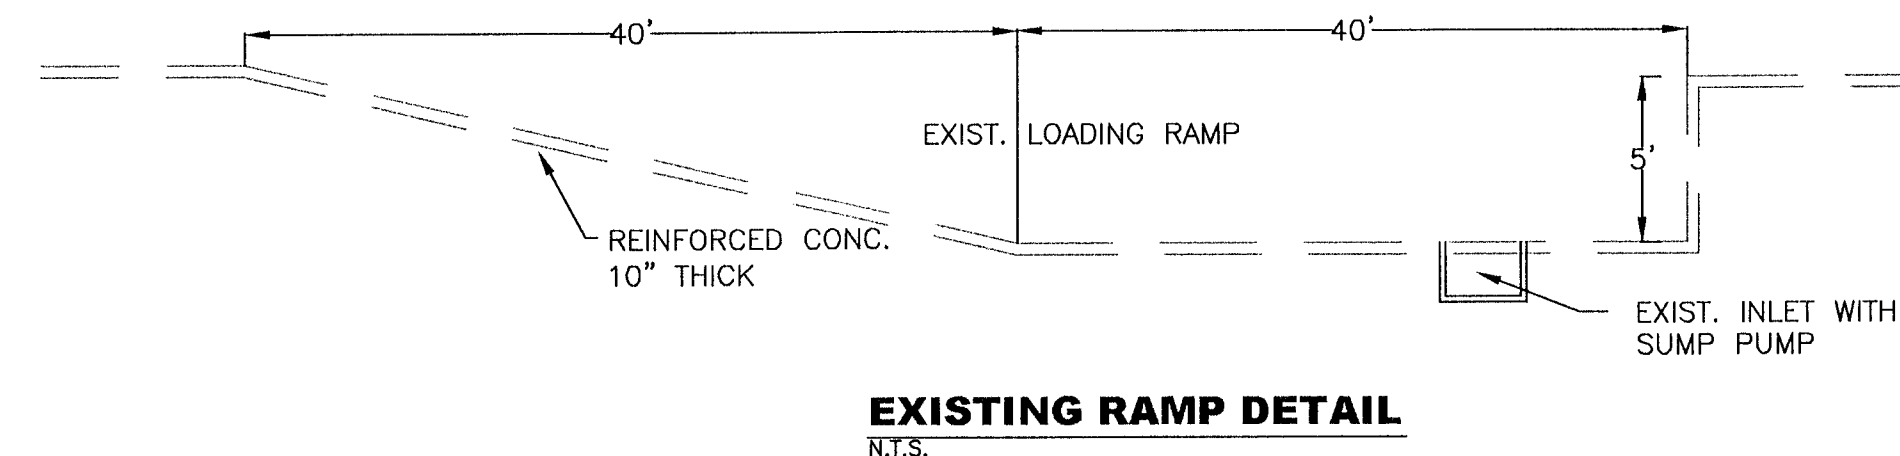 40'
40'
EXIST. LOADING RAMP
5'
REINFORCED CONC.
10" THICK
EXIST. INLET WITH
SUMP PUMP
EXISTING RAMP DETAIL
N.T.S.